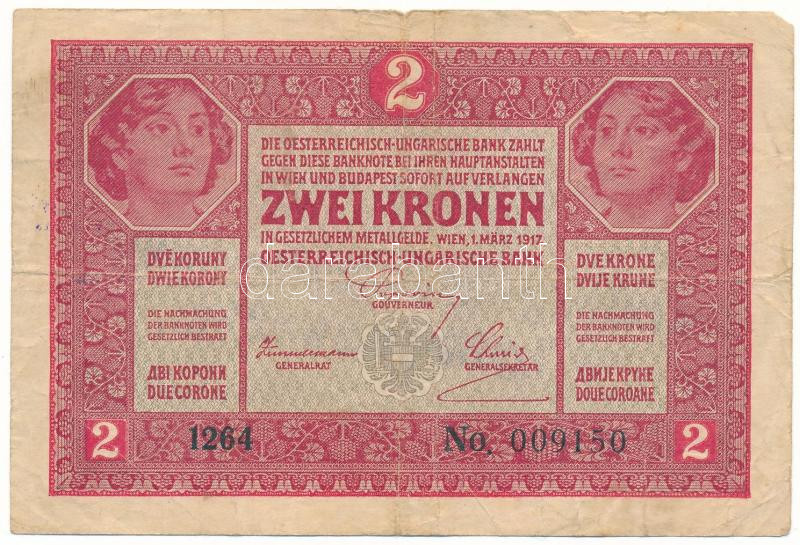 2
DIE OESTERREICHISCH-UNGARISCHE BANK ZAHLT
GEGEN DIESE BANKNOTE BEI IHREN HAUPTANSTALTEN
IN WIEN UND BUDAPEST SOFORT AUF VERLANGEN
ZWEI KRONEN
IN GESETZLICHEM METALLGELDE. WIEN, 1. MÄRZ 1917.
OESTERREICHISCH-UNGARISCHE BANK
GOUVERNEUR
GENERALRAT
GENERALSEKRETÄR
DVĚ KORUNY
DWIE KORONY
DIE NACHMACHUNG
DER BANKNOTEN WIRD
GESETZLICH BESTRAFT
ДВІ КОРОНИ
DUE CORONE
DVE KRONE
DVIJE KRUNE
DIE NACHMACHUNG
DER BANKNOTEN WIRD
GESETZLICH BESTRAFT
ДВИЈЕ КРУНЕ
DOUE COROANE
2
1264
No. 009150
2
darabanth